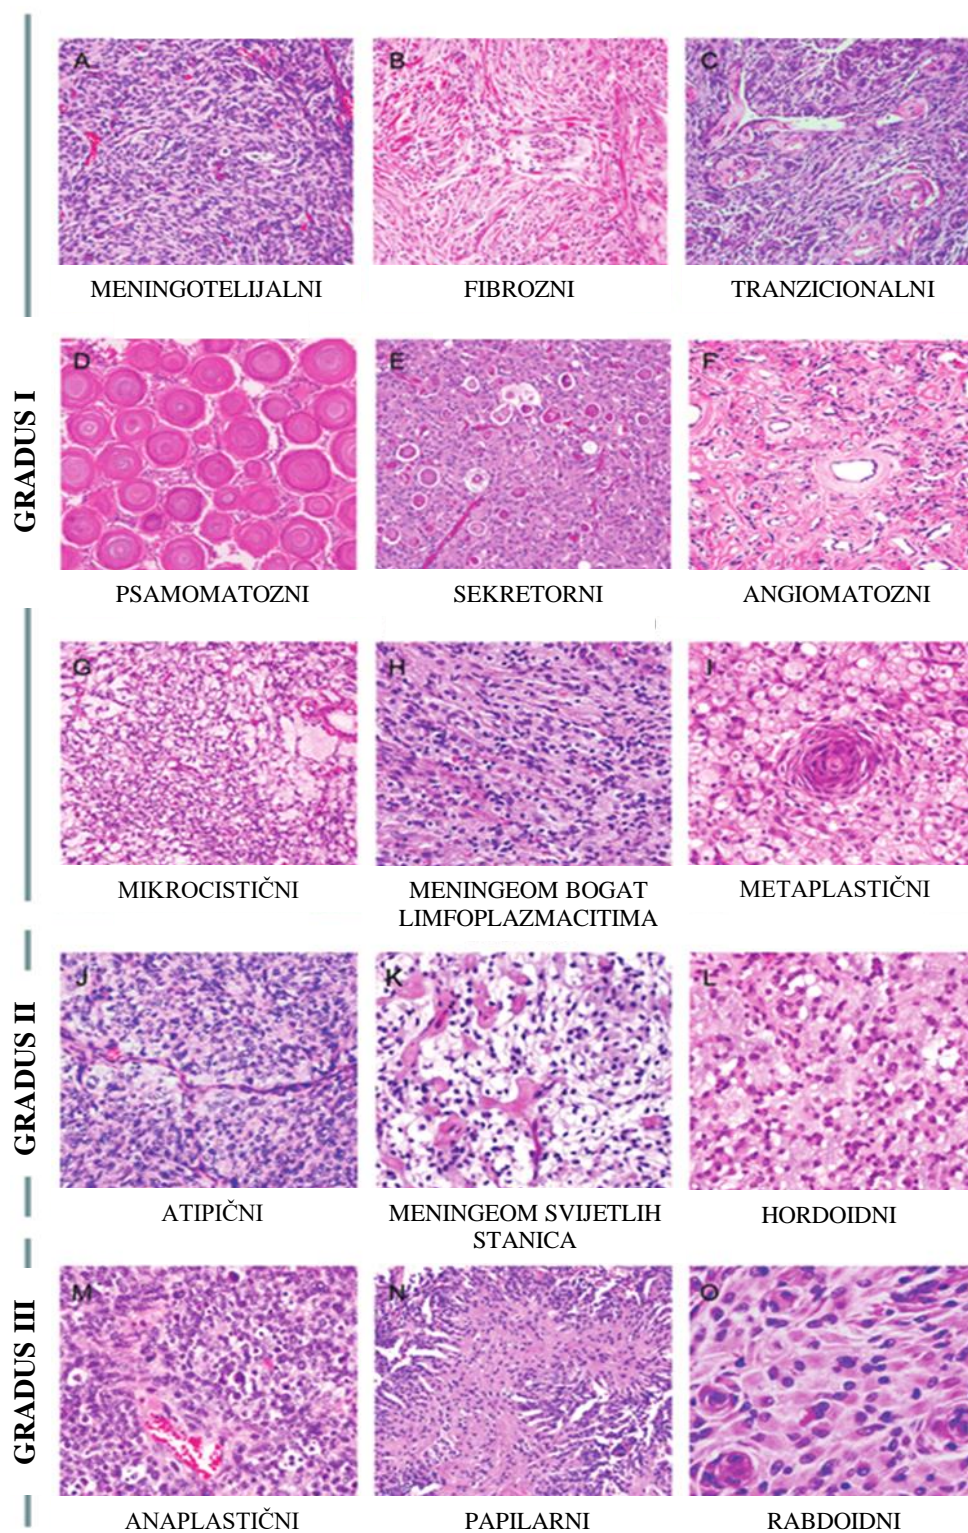 A
B
C
MENINGOTELIJALNI
FIBROZNI
TRANZICIONALNI
GRADUS I
D
E
F
PSAMOMATOZNI
SEKRETORNI
ANGIOMATOZNI
G
H
I
MIKROCISTIČNI
MENINGEOM BOGAT
LIMFOPLAZMACITIMA
METAPLASTIČNI
GRADUS II
J
K
L
ATIPIČNI
MENINGEOM SVIJETLIH
STANICA
HORDOIDNI
GRADUS III
M
N
O
ANAPLASTIČNI
PAPILARNI
RABDOIDNI